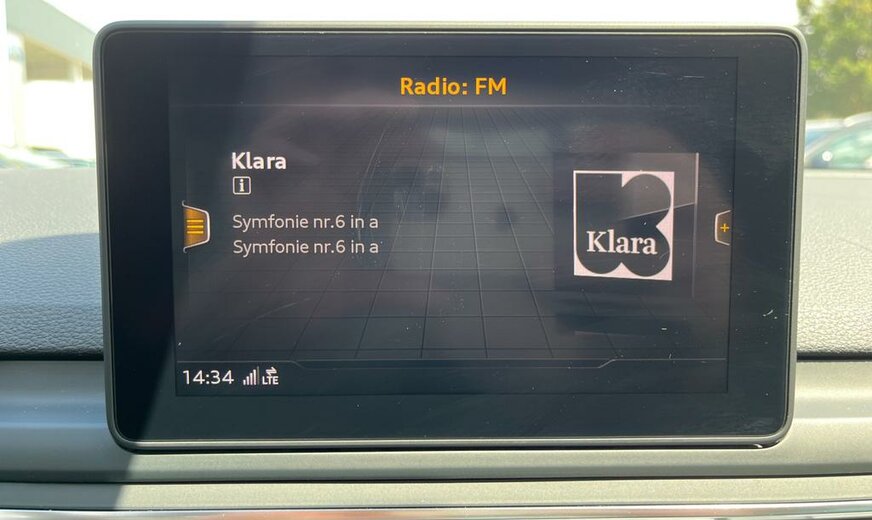 Radio: FM
Klara
i
Symfonie nr.6 in a
Symfonie nr.6 in a
Klara
+
14:34 LTE